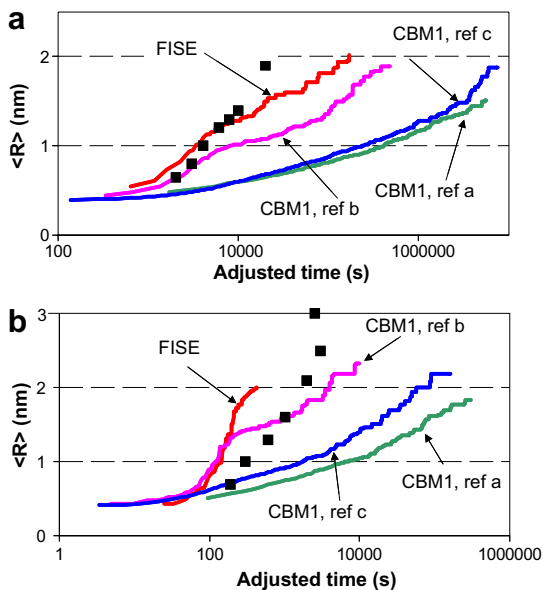 a
<R> (nm)
2
1
0
FISE
CBM1, ref c
CBM1, ref b
CBM1, ref a
120
10000
1000000
Adjusted time (s)
b
<R> (nm)
3
2
1
0
FISE
CBM1, ref b
CBM1, ref c
CBM1, ref a
1
100
10000
1000000
Adjusted time (s)